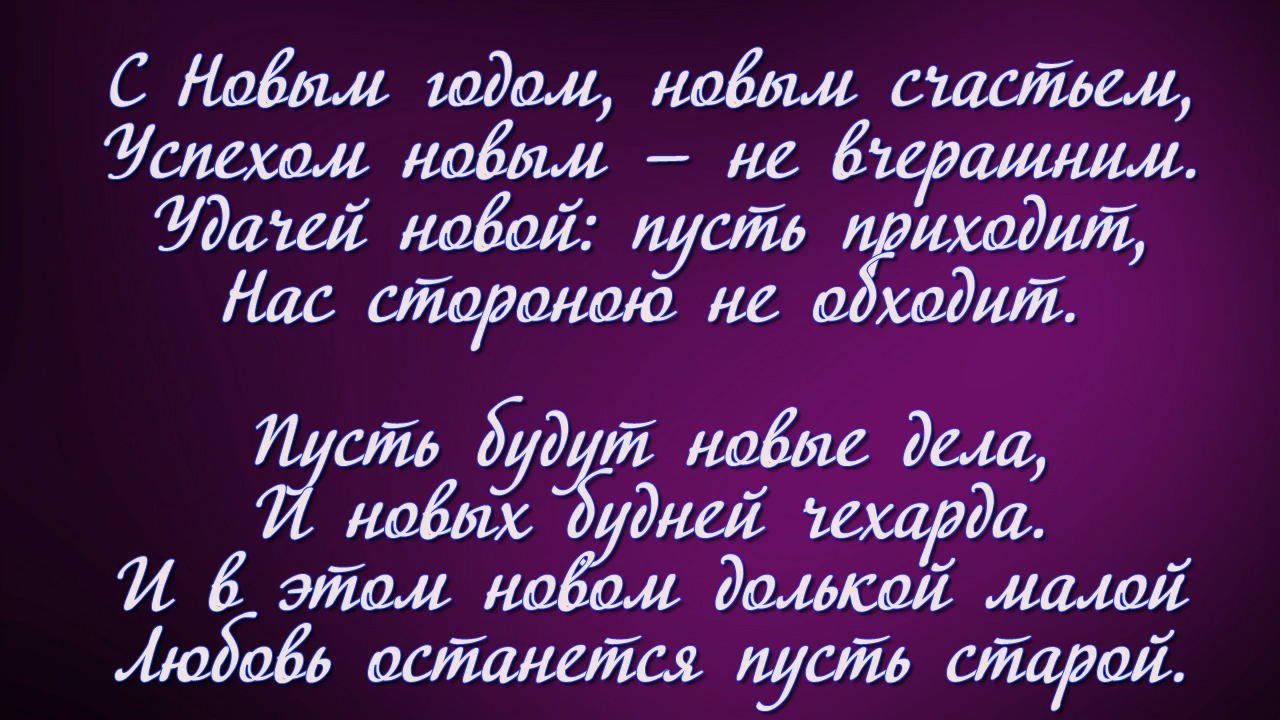 С Новым годом, новым счастьем,
Успехом новым – не вчерашним.
Удачей новой: пусть приходит,
Нас стороною не обходит.
Пусть будут новые дела,
И новых будней чехарда.
И в этом новом долькой малой
Любовь останется пусть старой.